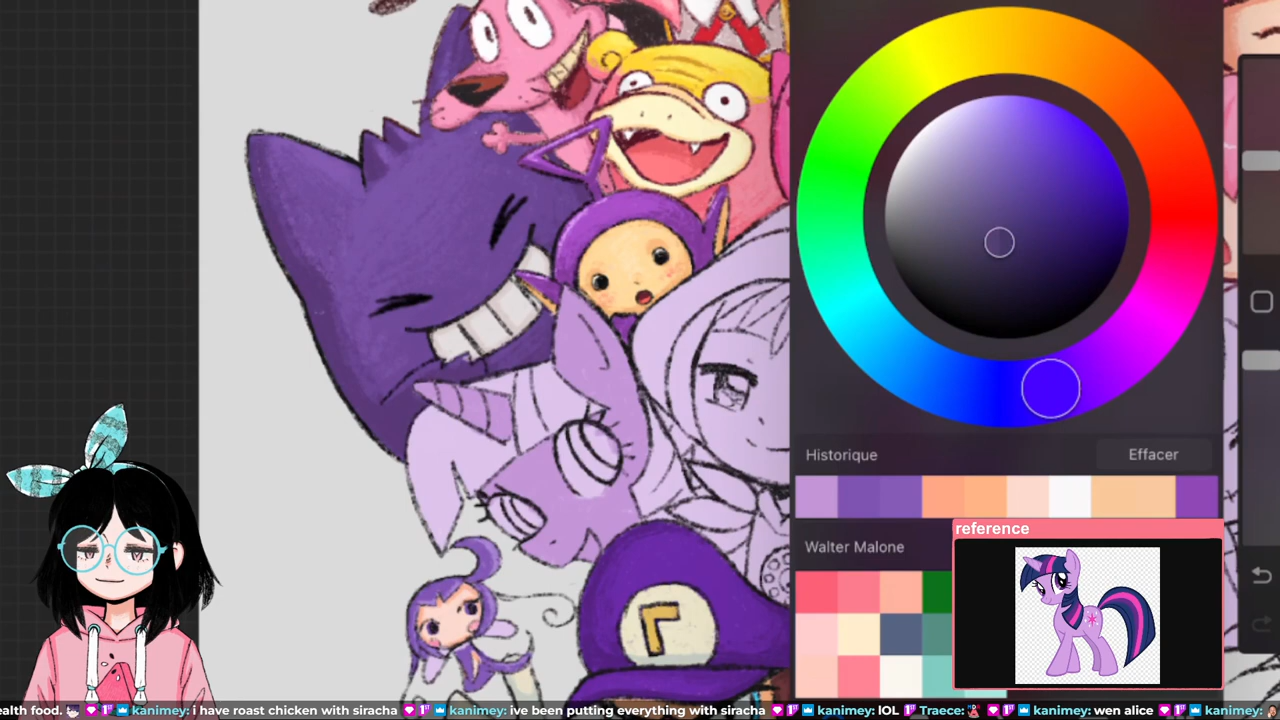 Historique
Effacer
reference
Walter Malone
ealth food. kanimey: i have roast chicken with siracha kanimey: ive been putting everything with siracha kanimey: lOL Traece: kanimey: wen alice kanimey: